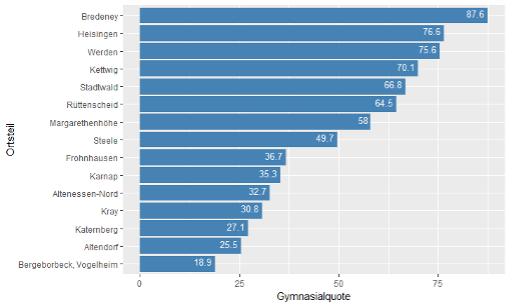 Ortsteil
Bredeney 87.6
Heisingen 76.6
Werden 75.6
Kettwig 70.1
Stadtwald 66.8
Rüttenscheid 64.5
Margarethenhöhe 58
Steele 49.7
Frohnhausen 36.7
Karnap 35.3
Altenessen-Nord 32.7
Kray 30.8
Katernberg 27.1
Altendorf 25.5
Bergeborbeck, Vogelheim 18.9
0 25 50 75
Gymnasialquote